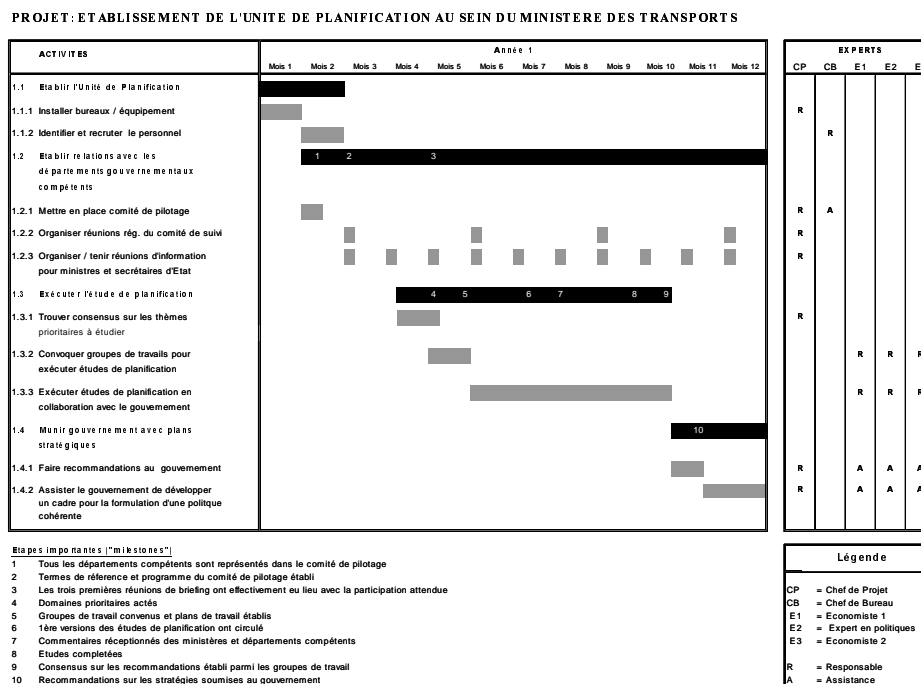 PROJET: ETABLISSEMENT DE L'UNITE DE PLANIFICATION AU SEIN DU MINISTERE DES TRANSPORTS
ACTIVITES
Année 1
Mois 1 Mois 2 Mois 3 Mois 4 Mois 5 Mois 6 Mois 7 Mois 8 Mois 9 Mois 10 Mois 11 Mois 12
EXPERTS
CP CB E1 E2 E
1.1 Etablir l'Unité de Planification
1.1.1 Installer bureaux / équpipement R
1.1.2 Identifier et recruter le personnel R
1.2 Etablir relations avec les 1 2 3
départements gouvernementaux
compétents
1.2.1 Mettre en place comité de pilotage R A
1.2.2 Organiser réunions rég. du comité de suivi R
1.2.3 Organiser / tenir réunions d'information R
pour ministres et secrétaires d'Etat
1.3 Exécuter l'étude de planification 4 5 6 7 8 9
1.3.1 Trouver consensus sur les thèmes R
prioritaires à étudier
1.3.2 Convoquer groupes de travails pour R R R
exécuter études de planification
1.3.3 Exécuter études de planification en R R R
collaboration avec le gouvernement
1.4 Munir gouvernement avec plans 10
stratégiques
1.4.1 Faire recommandations au gouvernement R A A A
1.4.2 Assister le gouvernement de développer R A A A
un cadre pour la formulation d'une politque
cohérente
Etapes importantes ("milestones")
1 Tous les départements compétents sont représentés dans le comité de pilotage
2 Termes de réference et programme du comité de pilotage établi
3 Les trois premières réunions de briefing ont effectivement eu lieu avec la participation attendue
4 Domaines prioritaires actés
5 Groupes de travail convenus et plans de travail établis
6 1ère versions des études de planification ont circulé
7 Commentaires réceptionnés des ministères et départements compétents
8 Etudes completées
9 Consensus sur les recommandations établi parmi les groupes de travail
10 Recommandations sur les stratégies soumises au gouvernement
Légende
CP = Chef de Projet
CB = Chef de Bureau
E1 = Economiste 1
E2 = Expert en politiques
E3 = Economiste 2
R = Responsable
A = Assistance